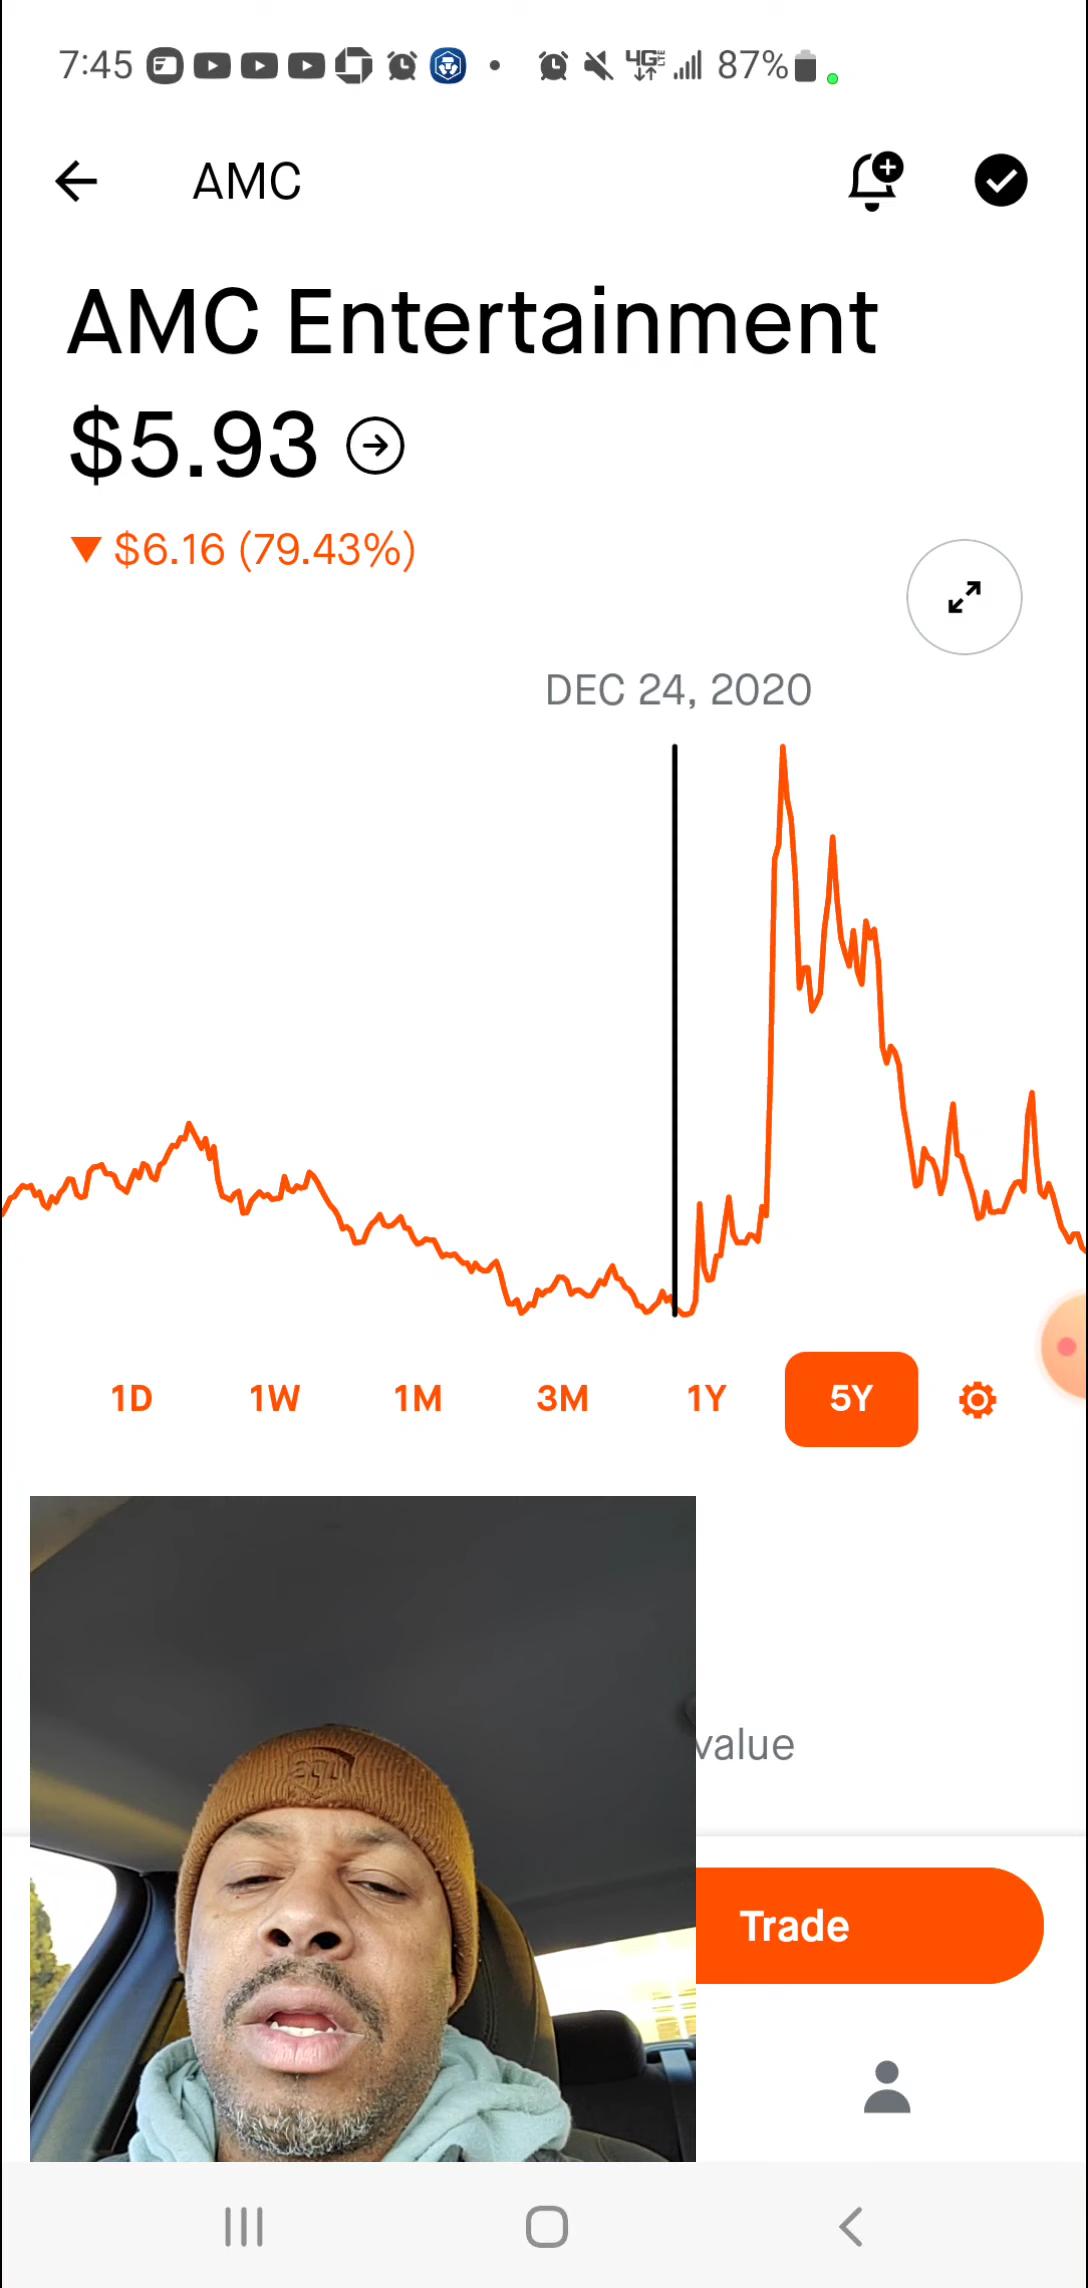 7:45 4GE 87%
AMC
AMC Entertainment
$5.93
▼ $6.16 (79.43%)
DEC 24, 2020
1D 1W 1M 3M 1Y 5Y
value
Trade